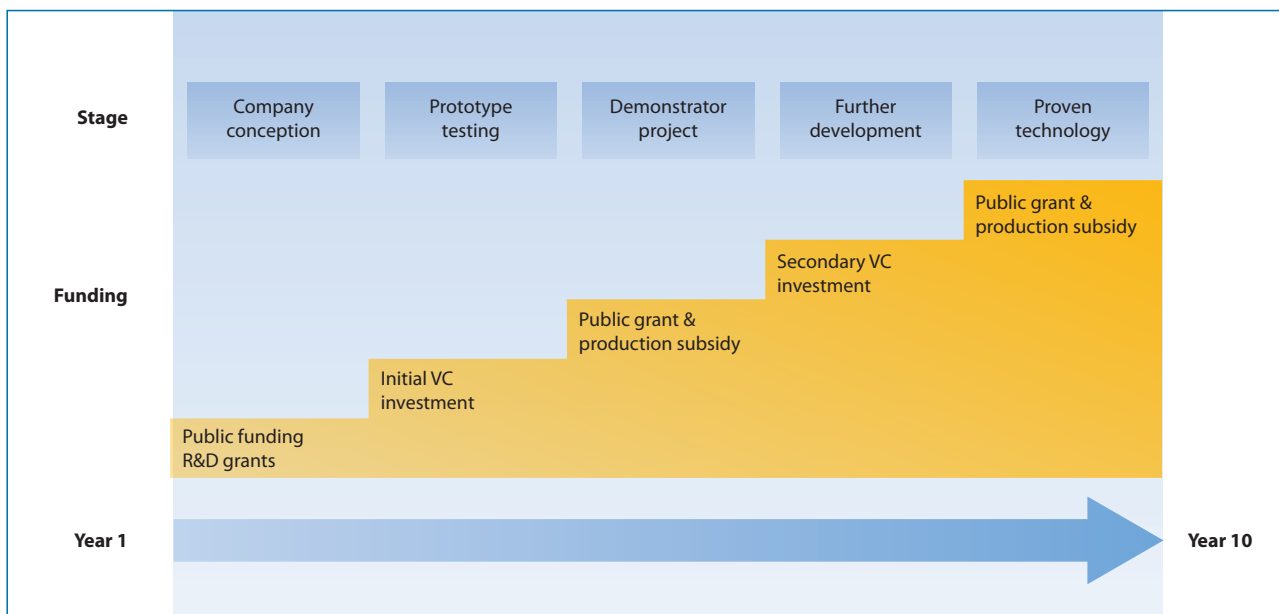 Stage
Company
conception
Prototype
testing
Demonstrator
project
Further
development
Proven
technology
Funding
Public funding
R&D grants
Initial VC
investment
Public grant &
production subsidy
Secondary VC
investment
Public grant &
production subsidy
Year 1
Year 10